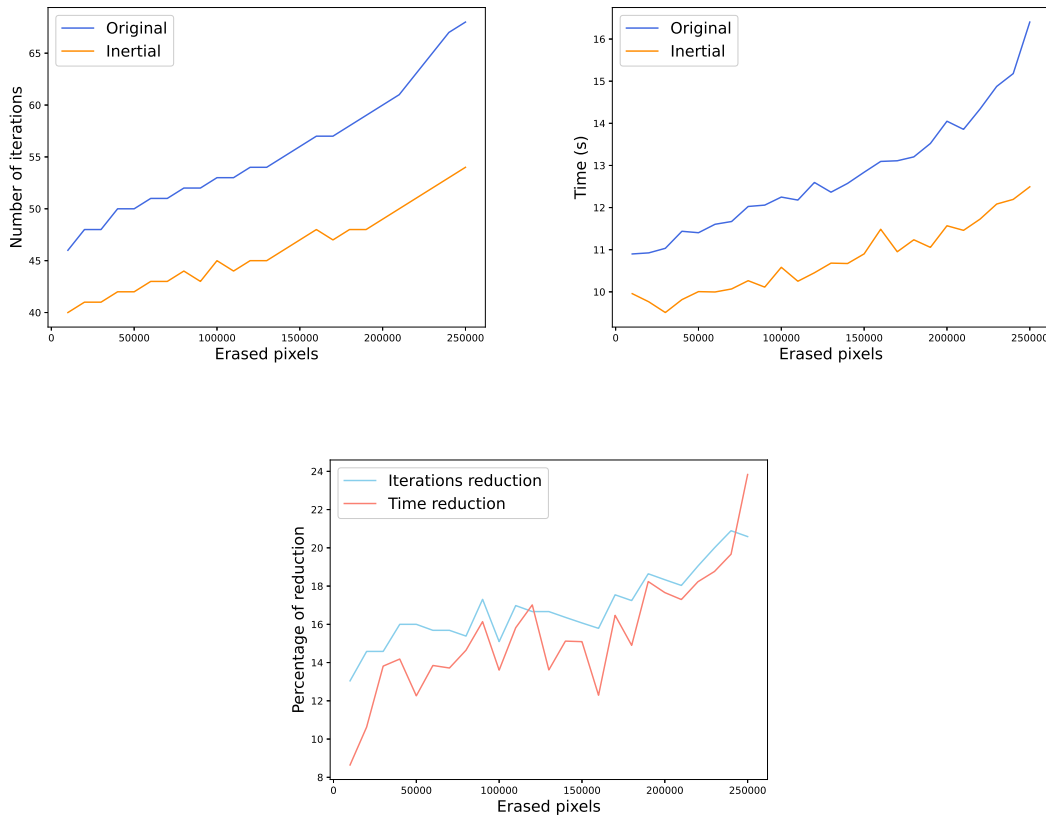 Original
Inertial
65
60
55
50
45
40
Number of iterations
0 50000 100000 150000 200000 250000
Erased pixels
Original
Inertial
16
15
14
13
12
11
10
Time (s)
0 50000 100000 150000 200000 250000
Erased pixels
Iterations reduction
Time reduction
24
22
20
18
16
14
12
10
8
Percentage of reduction
0 50000 100000 150000 200000 250000
Erased pixels